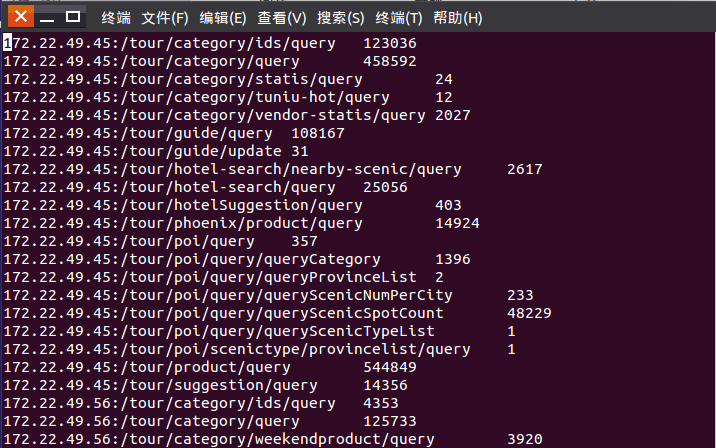 终端 文件(F) 编辑(E) 查看(V) 搜索(S) 终端(T) 帮助(H)
172.22.49.45:/tour/category/ids/query 123036
172.22.49.45:/tour/category/query 458592
172.22.49.45:/tour/category/statis/query 24
172.22.49.45:/tour/category/tuniu-hot/query 12
172.22.49.45:/tour/category/vendor-statis/query 2027
172.22.49.45:/tour/guide/query 108167
172.22.49.45:/tour/guide/update 31
172.22.49.45:/tour/hotel-search/nearby-scenic/query 2617
172.22.49.45:/tour/hotel-search/query 25056
172.22.49.45:/tour/hotelSuggestion/query 403
172.22.49.45:/tour/phoenix/product/query 14924
172.22.49.45:/tour/poi/query 357
172.22.49.45:/tour/poi/query/queryCategory 1396
172.22.49.45:/tour/poi/query/queryProvinceList 2
172.22.49.45:/tour/poi/query/queryScenicNumPerCity 233
172.22.49.45:/tour/poi/query/queryScenicSpotCount 48229
172.22.49.45:/tour/poi/query/queryScenicTypeList 1
172.22.49.45:/tour/poi/scenictype/provincelist/query 1
172.22.49.45:/tour/product/query 544849
172.22.49.45:/tour/suggestion/query 14356
172.22.49.56:/tour/category/ids/query 4353
172.22.49.56:/tour/category/query 125733
172.22.49.56:/tour/category/weekendproduct/query 3920